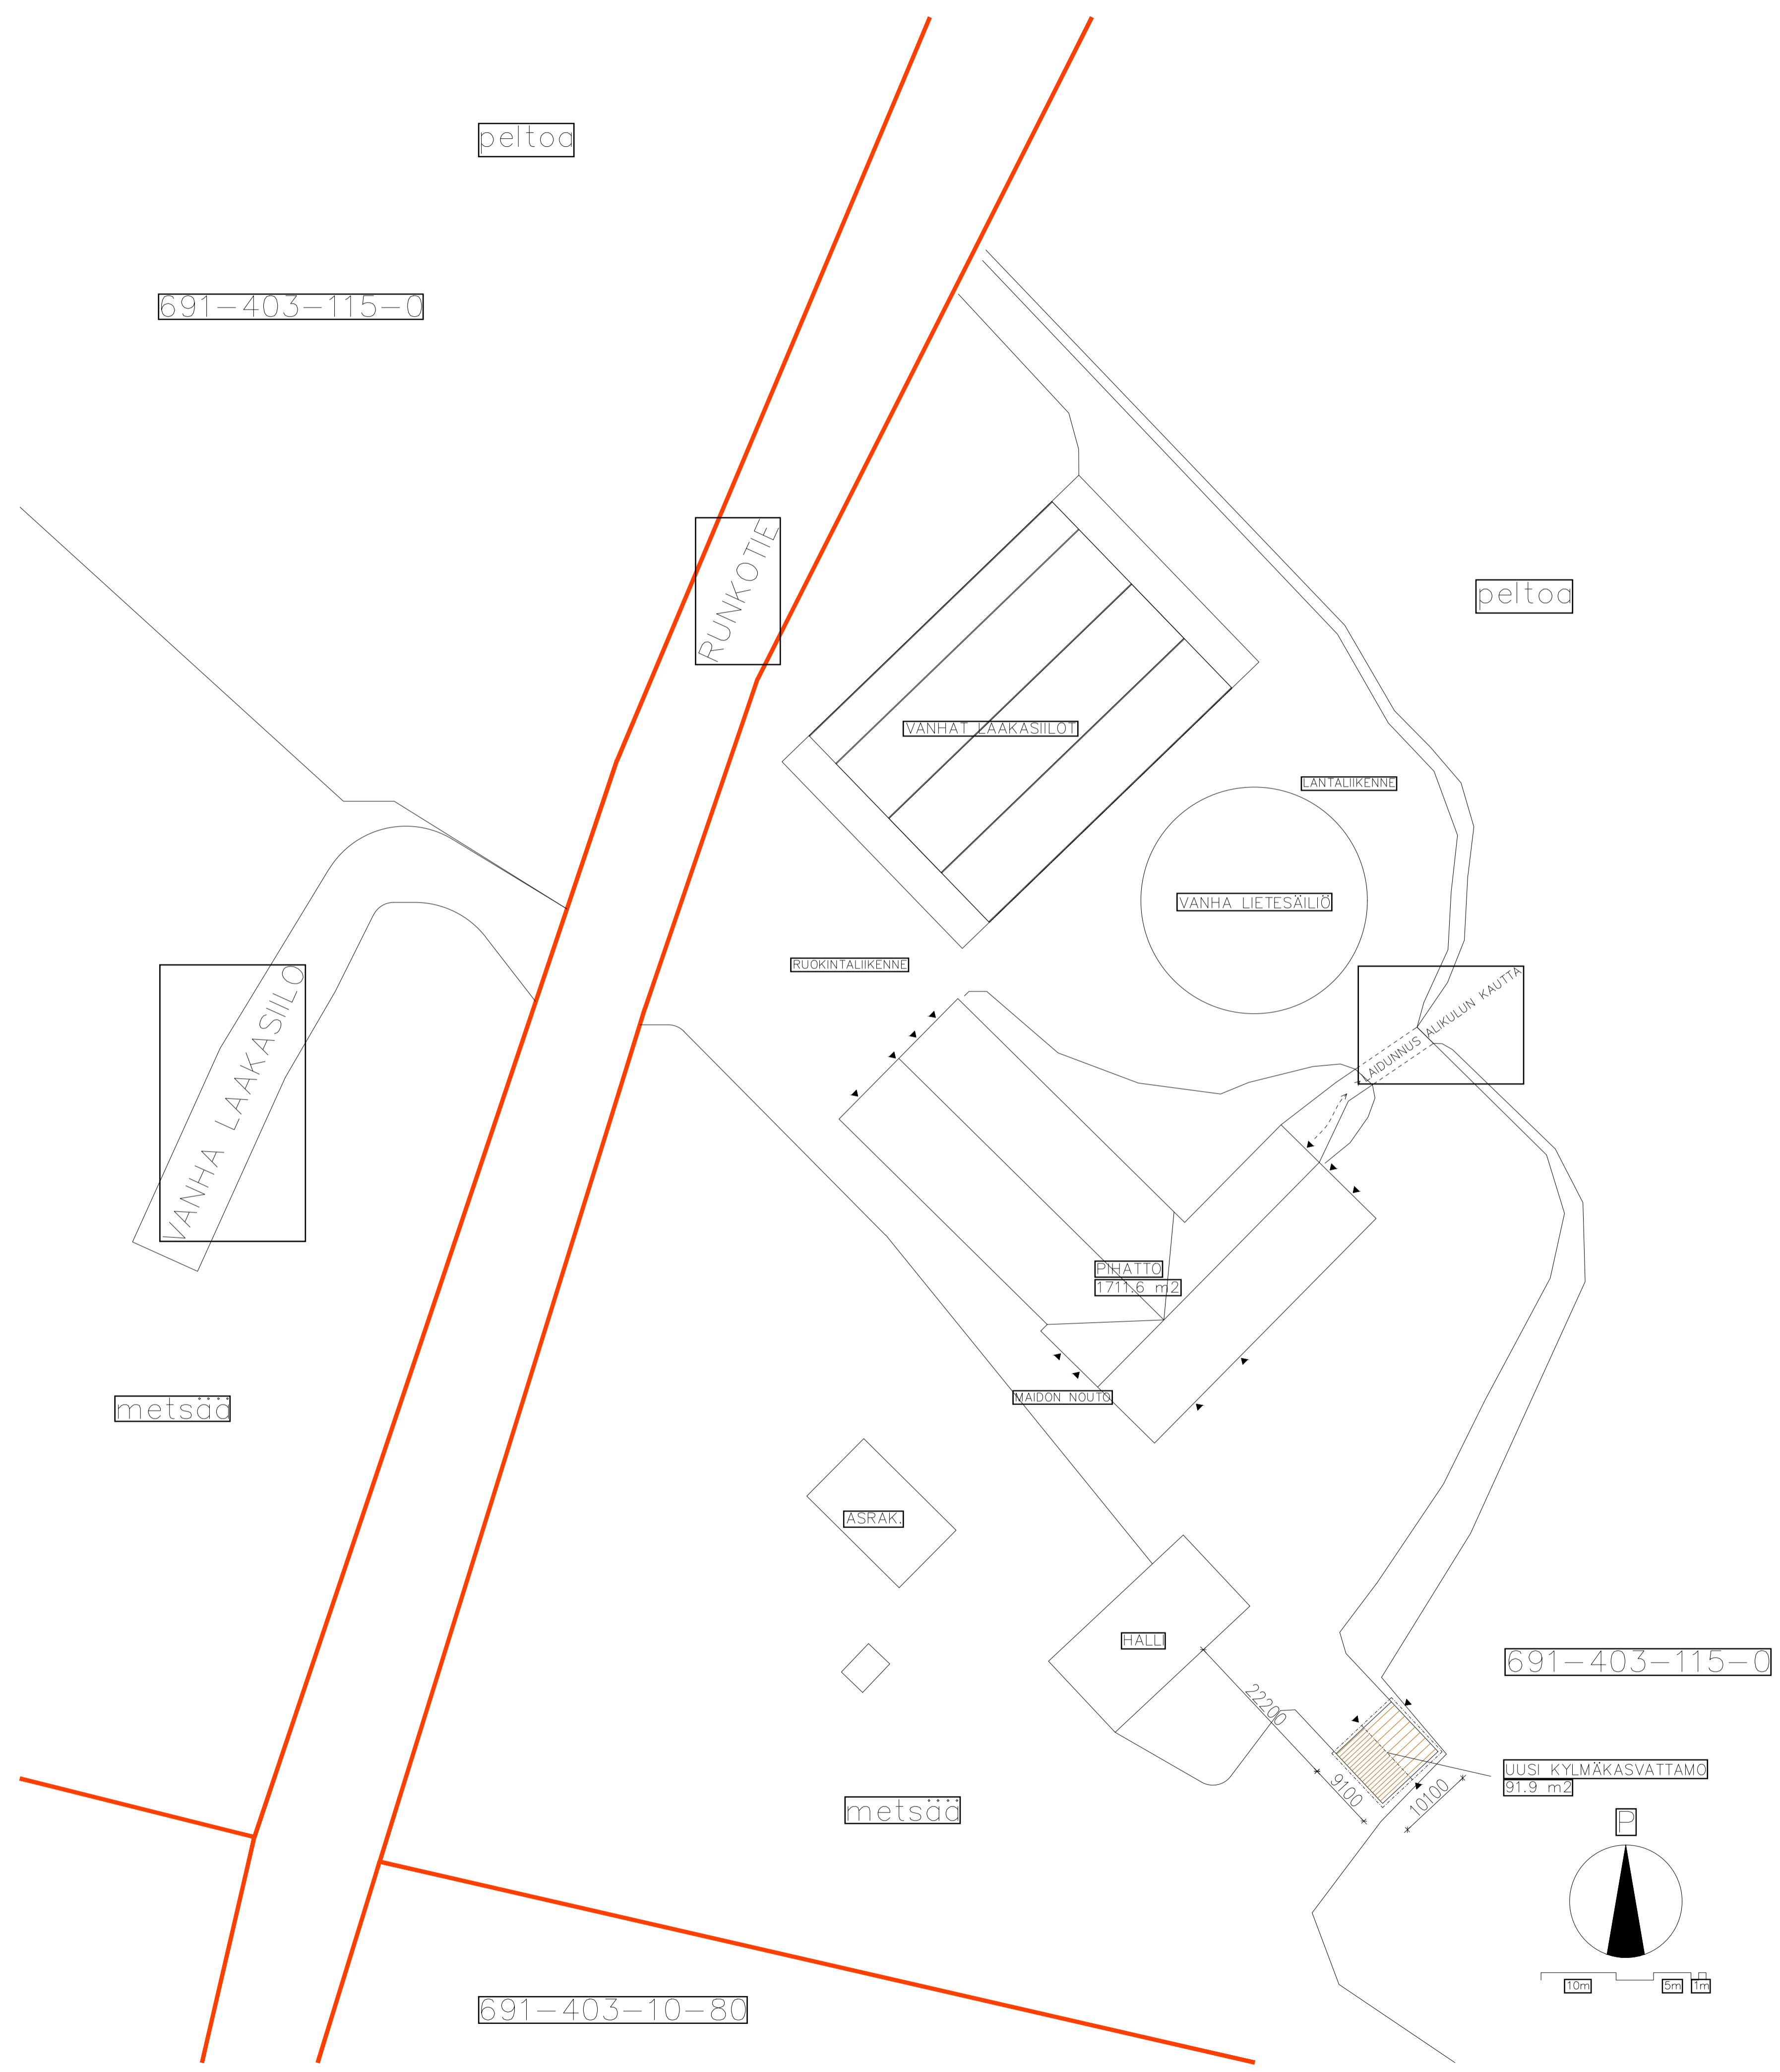 peltoa
691-403-115-0
RUNKOTIE
peltoa
VANHAT LAAKASIILOT
LANTALIIKENNE
VANHA LIETESÄILIÖ
RUOKINTALIIKENNE
LAIDUNNUS ALIKULUN KAUTTA
VANHA LAAKASIILO
PIHATTO
1711.6 m2
MAIDON NOUTO
metsää
ASRAK.
HALLI
691-403-115-0
22200
9100
10100
UUSI KYLMÄKASVATTAMO
91.9 m2
metsää
P
10m
5m
1m
691-403-10-80